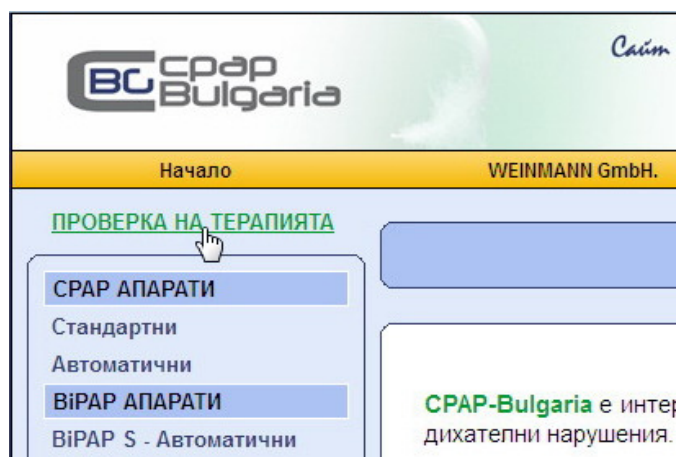 BG cpap
Bulgaria
Сайт
Начало WEINMANN GmbH.
ПРОВЕРКА НА ТЕРАПИЯТА
CPAP АПАРАТИ
Стандартни
Автоматични
BiPAP АПАРАТИ
BiPAP S - Автоматични
CPAP-Bulgaria е интер
дихателни нарушения.